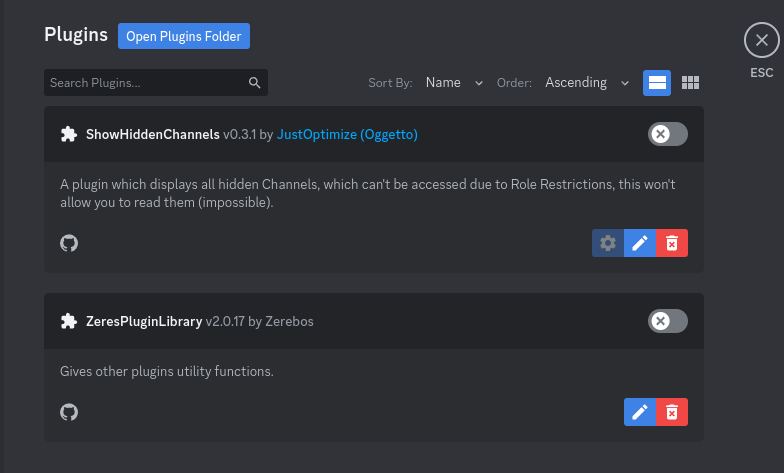 Plugins Open Plugins Folder
ESC
Search Plugins... Sort By: Name Order: Ascending
ShowHiddenChannels v0.3.1 by JustOptimize (Oggetto)
A plugin which displays all hidden Channels, which can't be accessed due to Role Restrictions, this won't
allow you to read them (impossible).
ZeresPluginLibrary v2.0.17 by Zerebos
Gives other plugins utility functions.